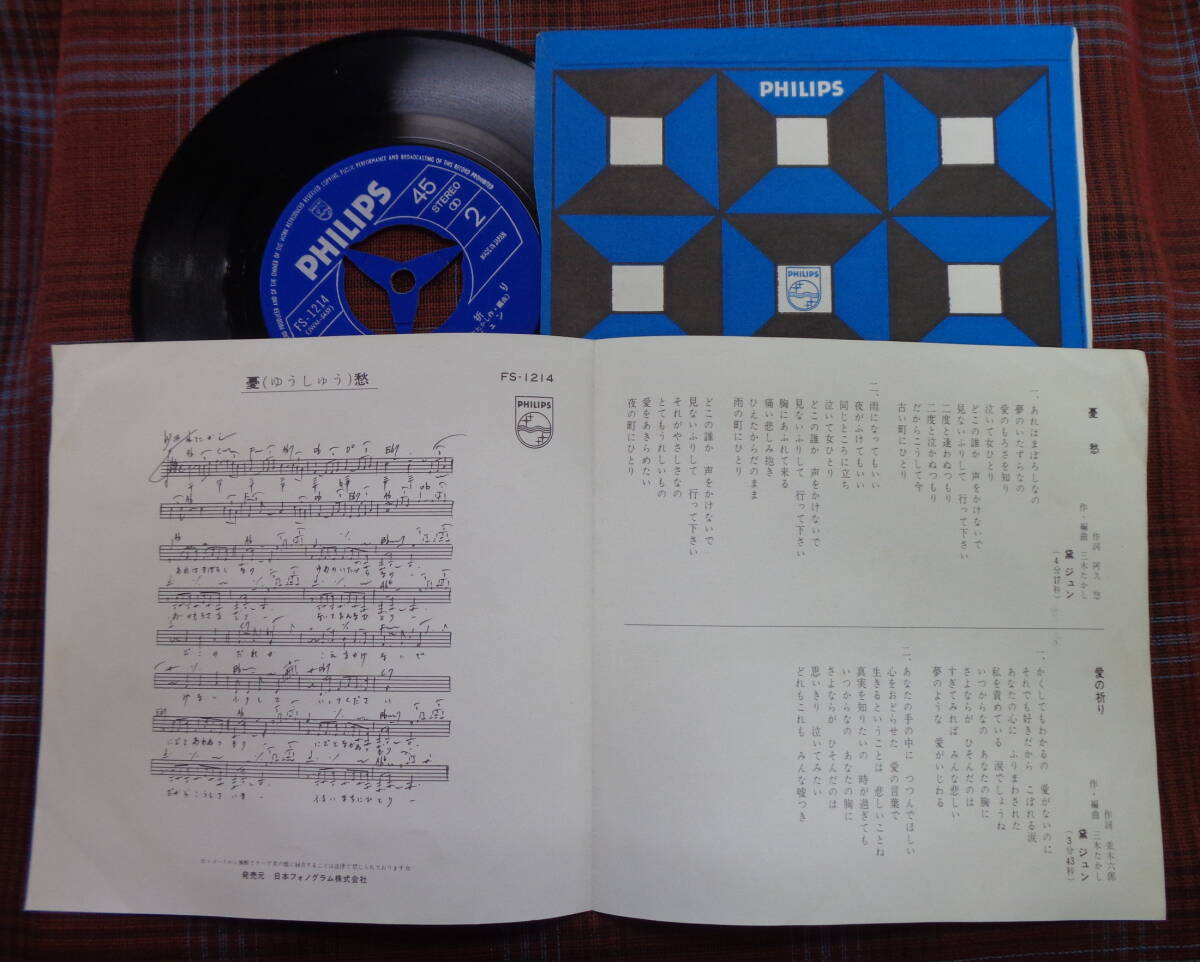 PHILIPS
45
STEREO
2
MADE IN JAPAN
PHILIPS
FS-1214
PHILIPS
PHILIPS
憂(ゆうしゅう)愁
FS-1214
PHILIPS
発売元 日本フォノグラム株式会社
憂愁
作詞 阿久悠
作・編曲 三木たかし
黛ジュン
(4分17秒)
一、あれはまぼろしなの
夢のいたずらなの
愛のもろさを知り
泣いて女ひとり
どこの誰か 声をかけないで
見ないふりして 行って下さい
二度と逢わぬつもり
二度と泣かぬつもり
だからこうして今
古い町にひとり
二、雨になってもいい
夜がふけてもいい
同じところに立ち
泣いて女ひとり
どこの誰か 声をかけないで
見ないふりして 行って下さい
胸にあふれて来る
痛い悲しみ抱き
ひえたからだのまま
雨の町にひとり
どこの誰か 声をかけないで
見ないふりして 行って下さい
それがやさしさなの
とてもうれしいもの
愛をあきらめたい
夜の町にひとり
愛の祈り
作詞 並木六郎
作・編曲 三木たかし
黛ジュン
(3分43秒)
一、かくしてもわかるの 愛がないのに
それでも好きだから こぼれる涙
あなたの心に ふりまわされた
私を責めている 涙でしょうね
いつからなの あなたの胸に
さよならが ひそんだのは
すぎてみれば みんな悲しい
夢のような 愛がいじわる
二、あなたの手の中に つつんでほしい
心をおどらせた 愛の言葉で
生きるということは 悲しいことね
真実を知りたいの 時が過ぎても
いつからなの あなたの胸に
さよならが ひそんだのは
思いきり 泣いてみたい
どれもこれも みんな嘘つき